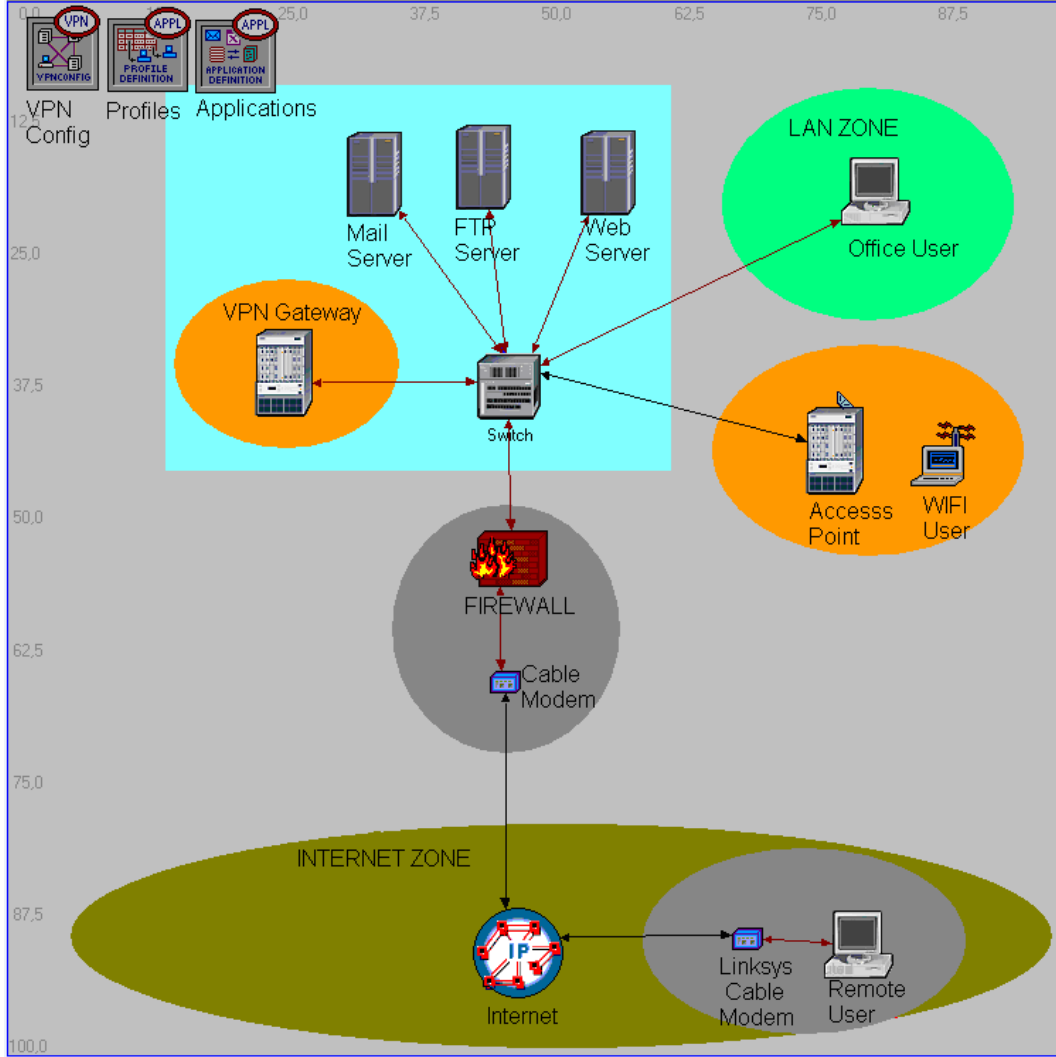 0,0
25,0
37,5
50,0
62,5
75,0
87,5
VPN
APPL
APPL
VPNCONFIG
PROFILE
DEFINITION
APPLICATION
DEFINITION
VPN
Config
Profiles
Applications
12,5
LAN ZONE
Mail
Server
FTP
Server
Web
Server
Office User
25,0
VPN Gateway
37,5
Switch
50,0
Accesss
Point
WIFI
User
FIREWALL
62,5
Cable
Modem
75,0
INTERNET ZONE
87,5
IP
Internet
Linksys
Cable
Modem
Remote
User
100,0